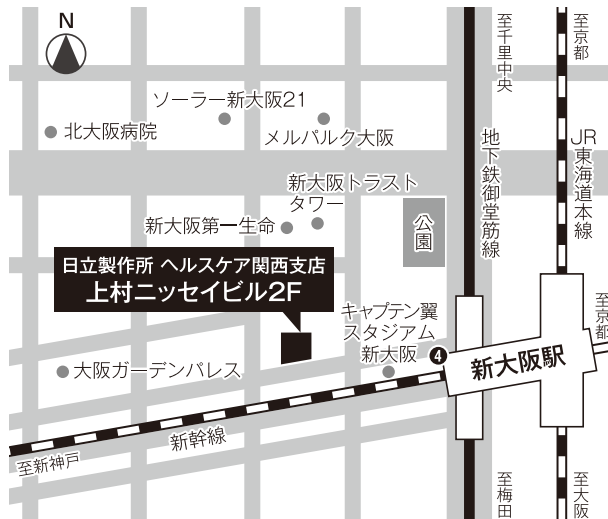 N
至千里中央
至京都
ソーラー新大阪21
北大阪病院
メルパルク大阪
地下鉄御堂筋線
JR東海道本線
新大阪トラスト
タワー
新大阪第一生命
公園
日立製作所 ヘルスケア関西支店
上村ニッセイビル2F
キャプテン翼
スタジアム
新大阪
至京都
4
新大阪駅
大阪ガーデンパレス
新幹線
至新神戸
至梅田
至大阪